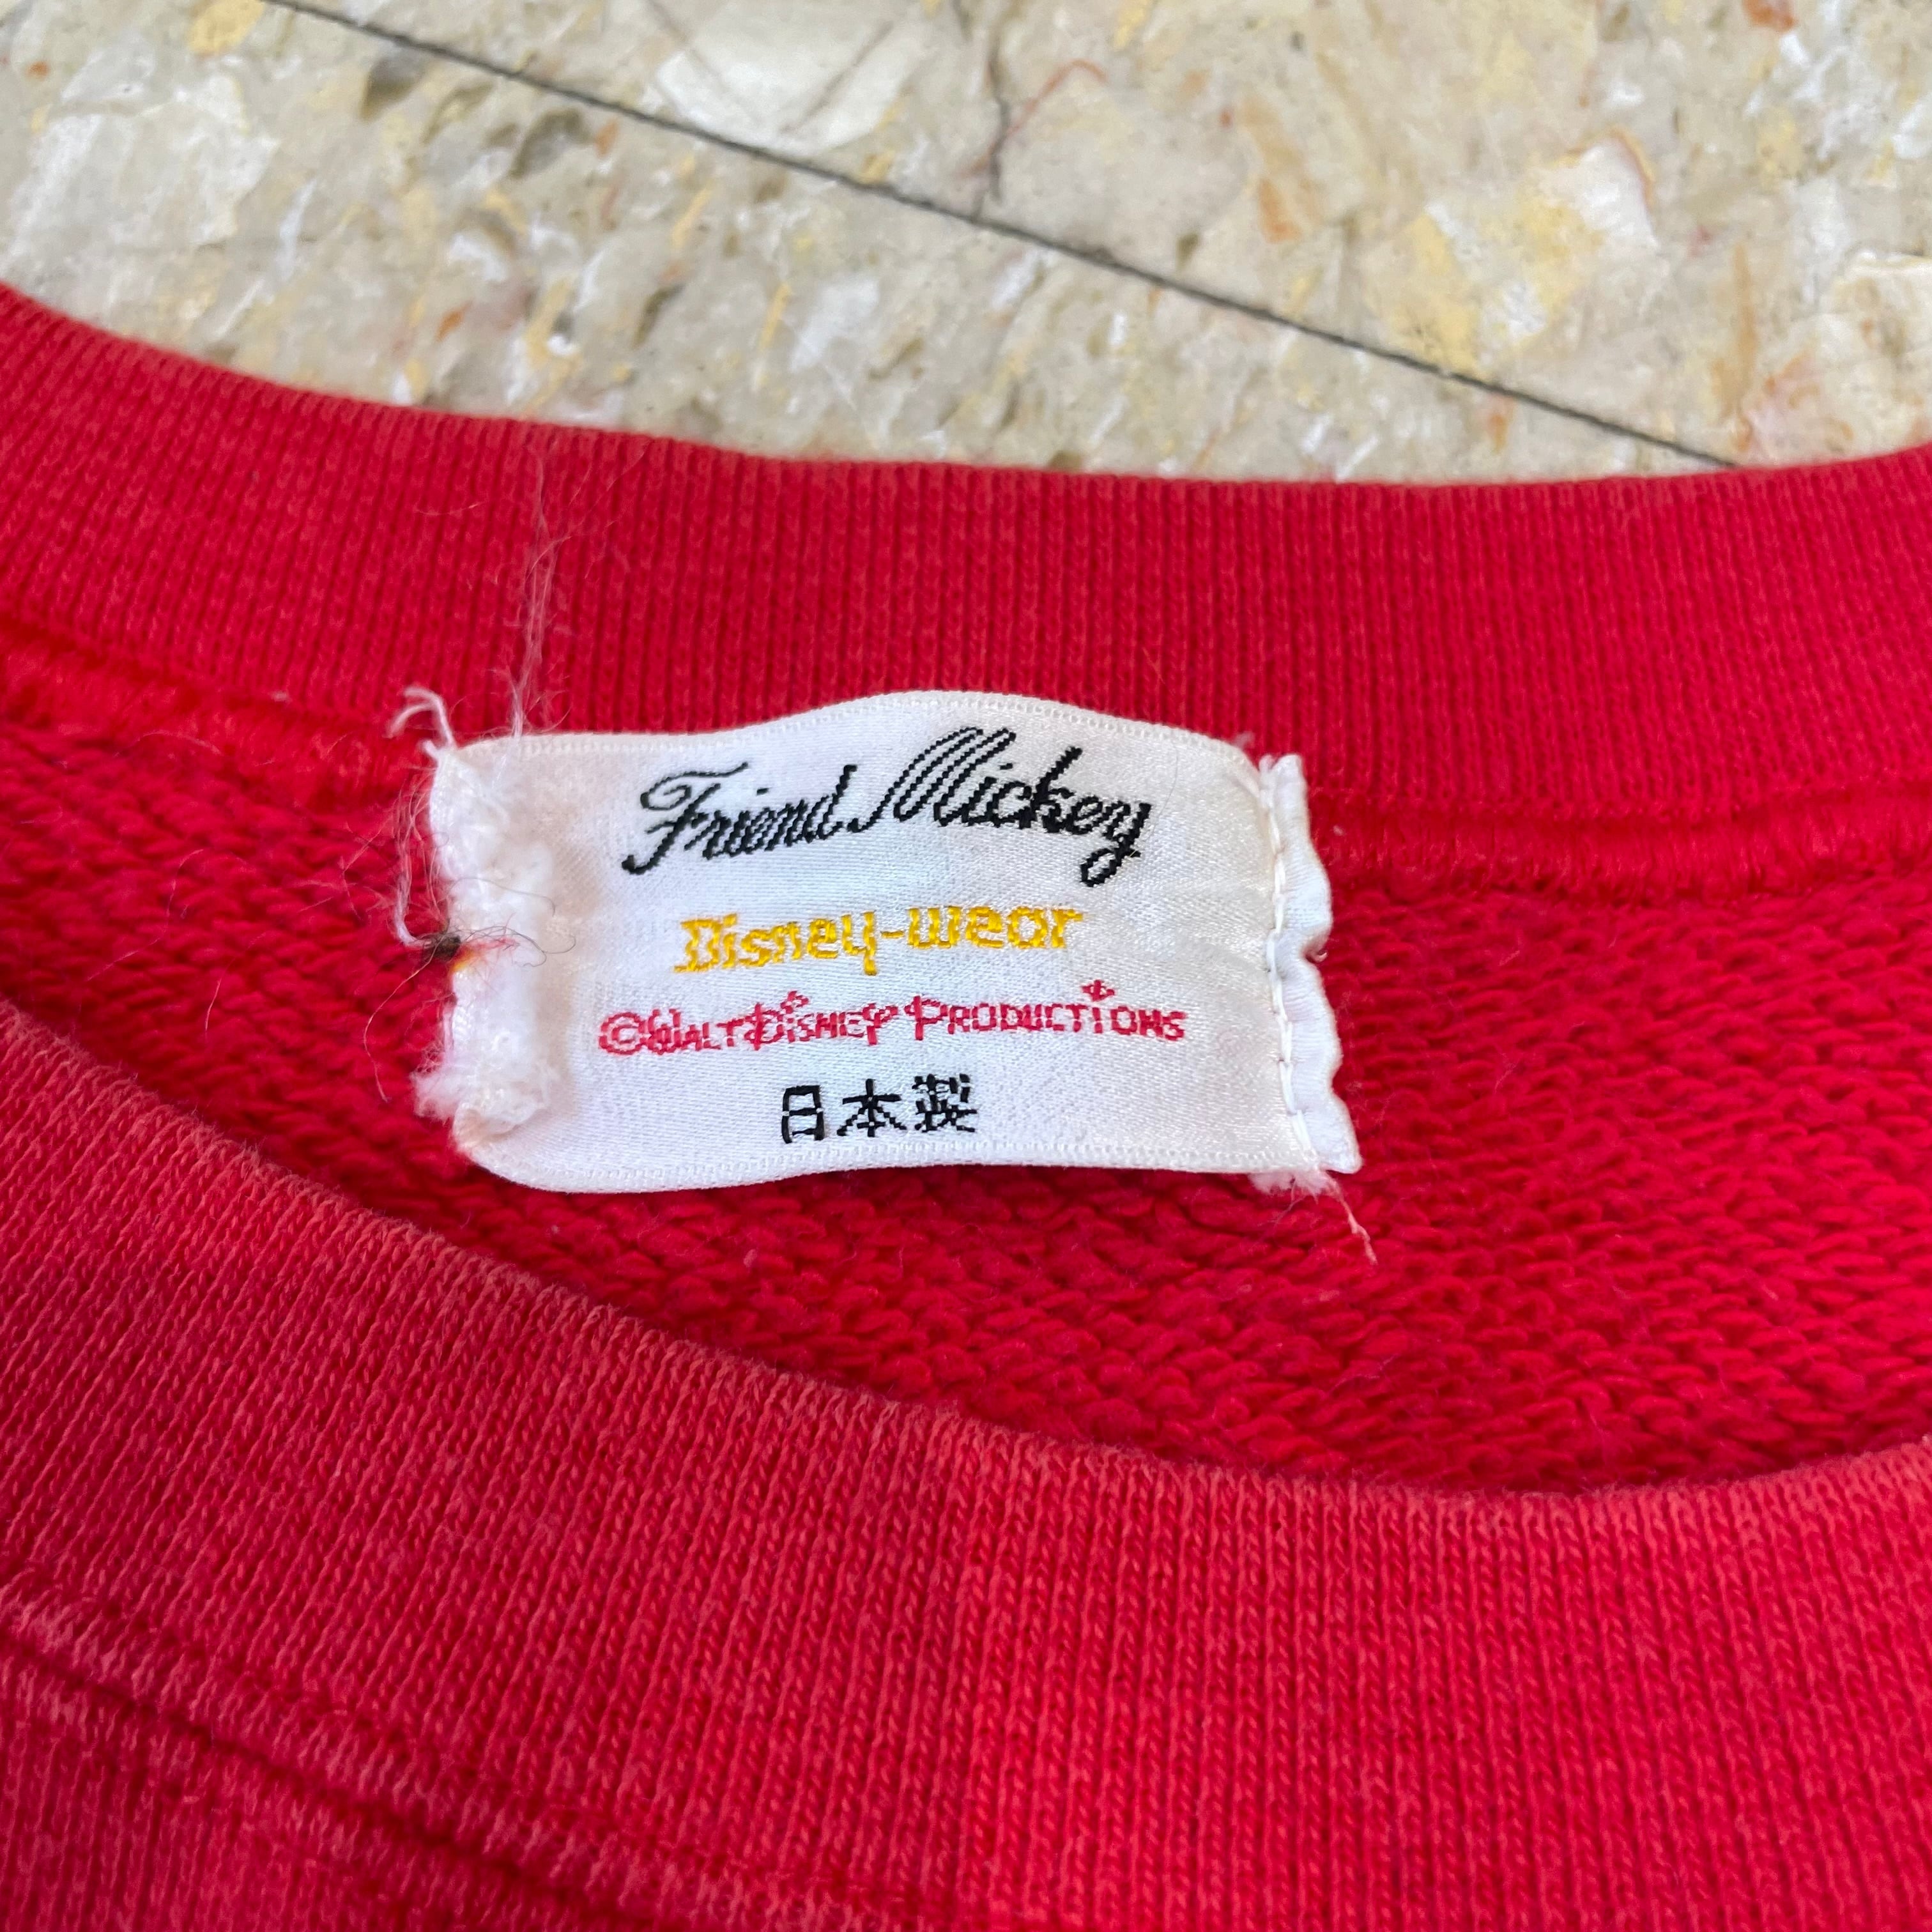 Friend Mickey
Disney-wear
©WALT DISNEY PRODUCTIONS
日本製